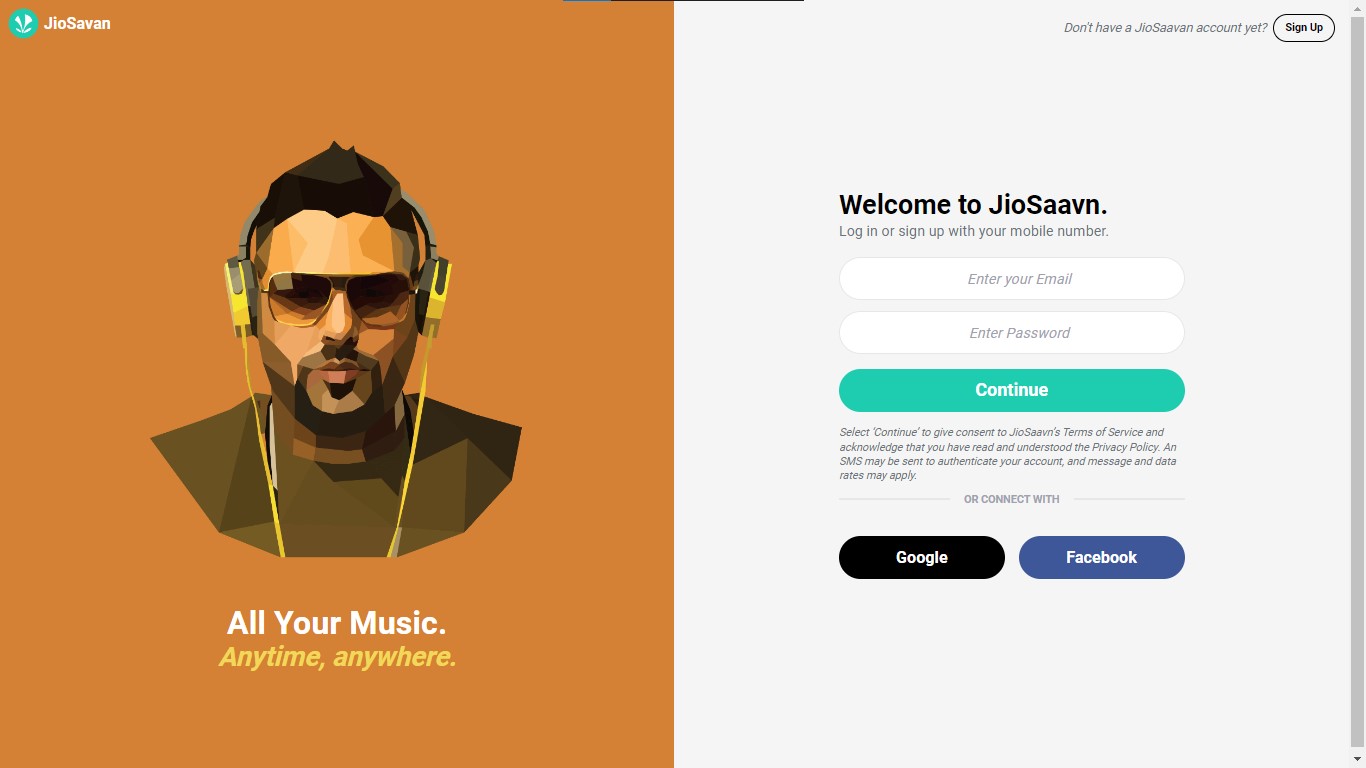 JioSavan
Don't have a JioSaavan account yet?
Sign Up
Welcome to JioSaavn.
Log in or sign up with your mobile number.
Enter your Email
Enter Password
Continue
Select ‘Continue’ to give consent to JioSaavn’s Terms of Service and
acknowledge that you have read and understood the Privacy Policy. An
SMS may be sent to authenticate your account, and message and data
rates may apply.
OR CONNECT WITH
Google
Facebook
All Your Music.
Anytime, anywhere.